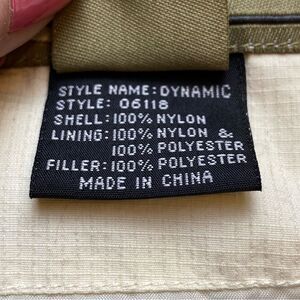 STYLE NAME: DYNAMIC
STYLE: 06118
SHELL: 100% NYLON
LINING: 100% NYLON &
100% POLYESTER
FILLER: 100% POLYESTER
MADE IN CHINA